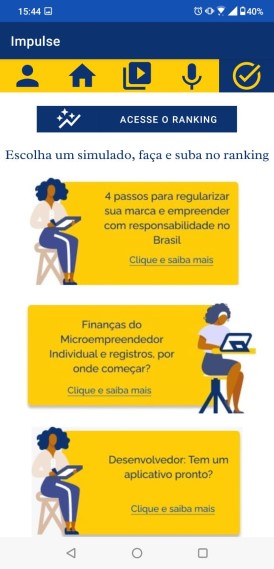 15:44
40%
Impulse
ACESSE O RANKING
Escolha um simulado, faça e suba no ranking
4 passos para regularizar
sua marca e empreender
com responsabilidade no
Brasil
Clique e saiba mais
Finanças do
Microempreendedor
Individual e registros, por
onde começar?
Clique e saiba mais
Desenvolvedor: Tem um
aplicativo pronto?
Clique e saiba mais